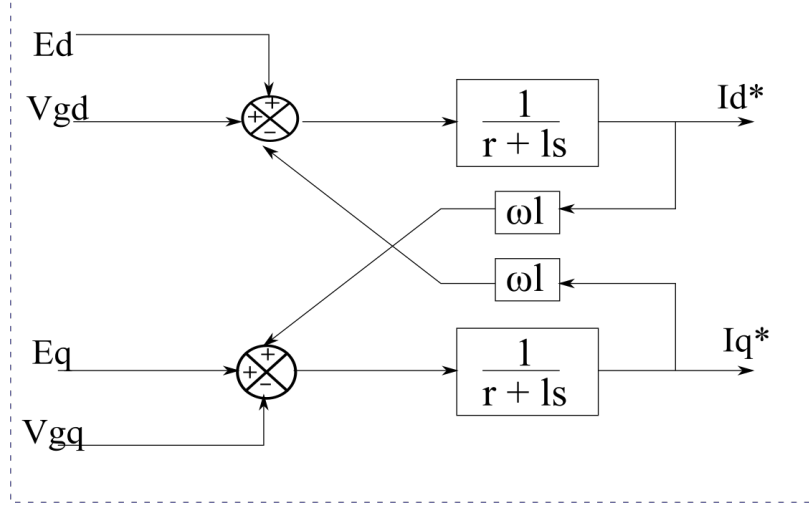 Ed
Vgd
+
+
−
1
r + ls
Id*
ωl
ωl
Eq
Vgq
+
+
−
1
r + ls
Iq*